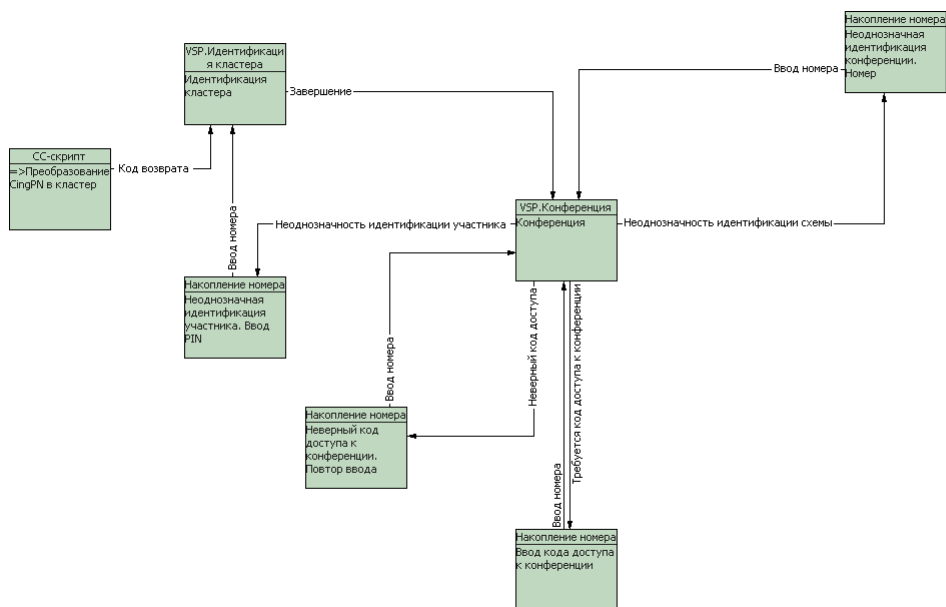 Накопление номера
Неоднозначная
идентификация
конференции.
Номер
VSP.Идентификаци
я кластера
Идентификация
кластера
Ввод номера
Завершение
СС-скрипт
=>Преобразование
CingPN в кластер
Код возврата
VSP.Конференция
Конференция
Неоднозначность идентификации участника
Неоднозначность идентификации схемы
Ввод номера
Накопление номера
Неоднозначная
идентификация
участника. Ввод
PIN
Неверный код доступа
Требуется код доступа к конференции
Ввод номера
Накопление номера
Неверный код
доступа к
конференции.
Повтор ввода
Ввод номера
Накопление номера
Ввод кода доступа
к конференции